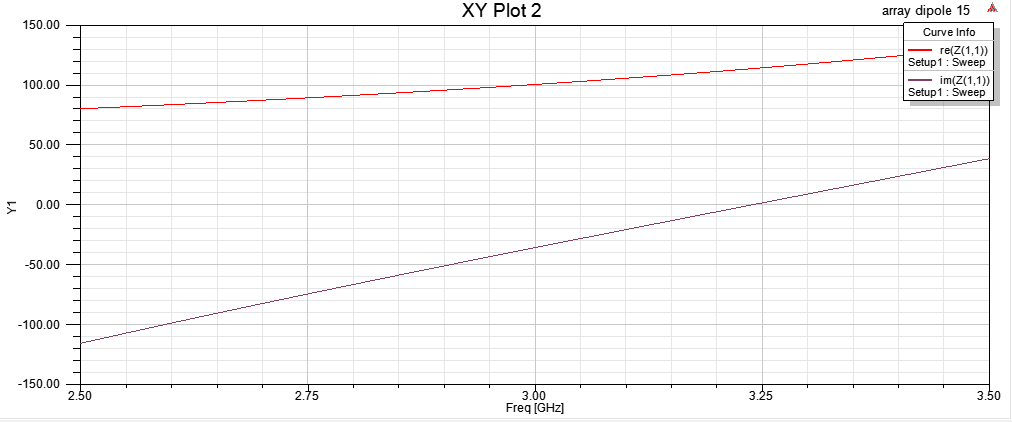 XY Plot 2
array dipole 15
150.00
100.00
50.00
0.00
-50.00
-100.00
-150.00
Y1
Curve Info
re(Z(1,1))
Setup1 : Sweep
im(Z(1,1))
Setup1 : Sweep
2.50 2.75 3.00 3.25 3.50
Freq [GHz]